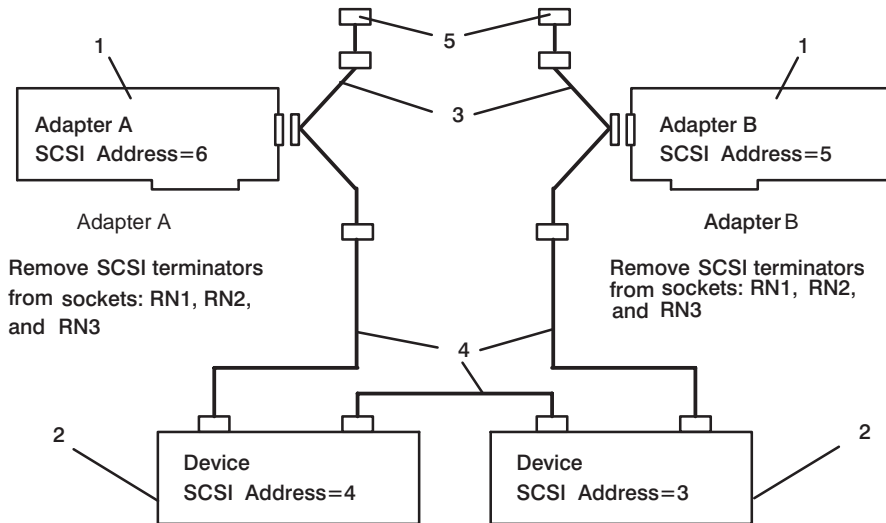 5
1
1
3
Adapter A
SCSI Address=6
Adapter B
SCSI Address=5
Adapter A
Adapter B
Remove SCSI terminators
from sockets: RN1, RN2,
and RN3
Remove SCSI terminators
from sockets: RN1, RN2,
and RN3
4
2
2
Device
SCSI Address=4
Device
SCSI Address=3